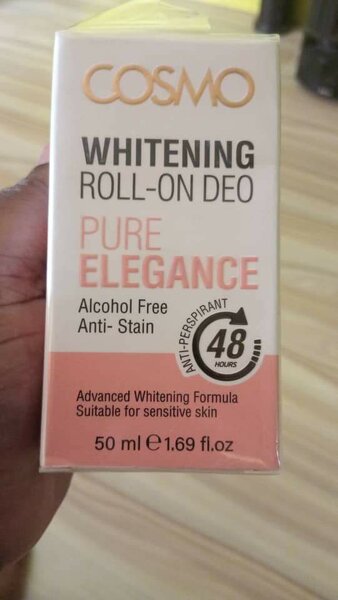 COSMO
WHITENING
ROLL-ON DEO
PURE
ELEGANCE
Alcohol Free
Anti- Stain
ANTI-PERSPIRANT
48
HOURS
Advanced Whitening Formula
Suitable for sensitive skin
50 ml e 1.69 fl.oz